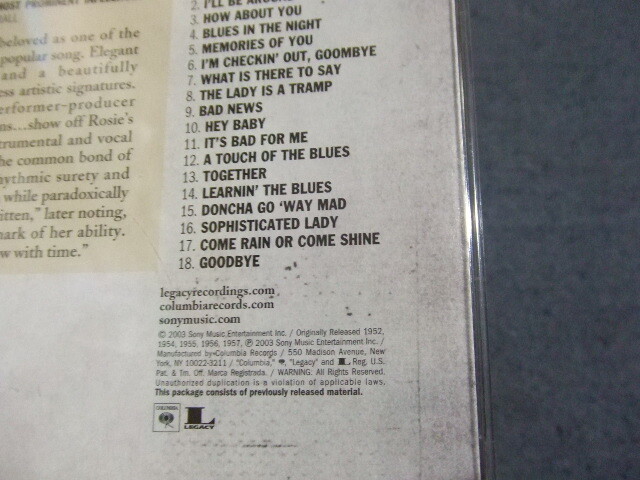 MOST PROMINENT
beloved as one of the
popular song. Elegant
and a beautifully
ess artistic signatures.
erformer-producer
ns...show off Rosie's
trumental and vocal
he common bond of
hythmic surety and
while paradoxically
itten," later noting,
ark of her ability.
w with time."
2. I'LL BE AROUND
3. HOW ABOUT YOU
4. BLUES IN THE NIGHT
5. MEMORIES OF YOU
6. I'M CHECKIN' OUT, GOOMBYE
7. WHAT IS THERE TO SAY
8. THE LADY IS A TRAMP
9. BAD NEWS
10. HEY BABY
11. IT'S BAD FOR ME
12. A TOUCH OF THE BLUES
13. TOGETHER
14. LEARNIN' THE BLUES
15. DONCHA GO 'WAY MAD
16. SOPHISTICATED LADY
17. COME RAIN OR COME SHINE
18. GOODBYE
legacyrecordings.com
columbiarecords.com
sonymusic.com
© 2003 Sony Music Entertainment Inc. / Originally Released 1952,
1954, 1955, 1956, 1957, ℗ 2003 Sony Music Entertainment Inc. /
Manufactured by Columbia Records / 550 Madison Avenue, New
York, NY 10022-3211 / "Columbia," "Legacy" and L Reg. U.S.
Pat. & Tm. Off. Marca Registrada. / WARNING: All Rights Reserved.
Unauthorized duplication is a violation of applicable laws.
This package consists of previously released material.
COLUMBIA
L
LEGACY